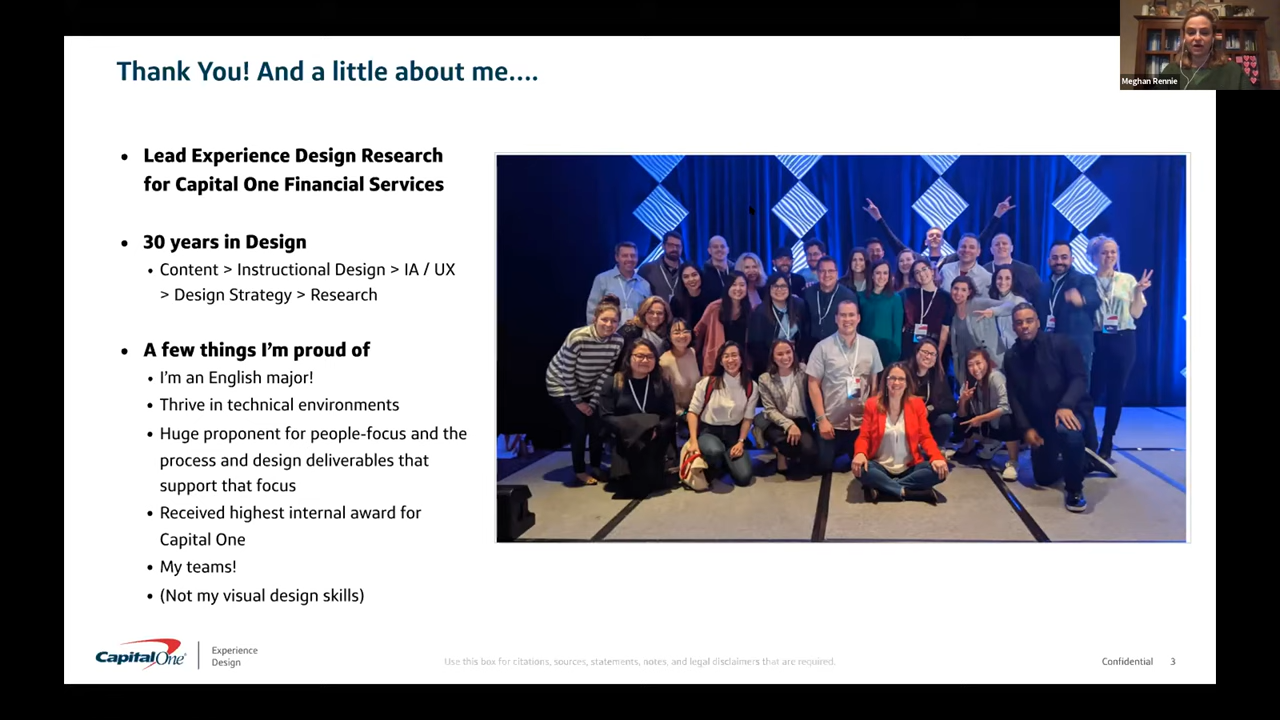 Thank You! And a little about me....
Meghan Rennie
• Lead Experience Design Research
for Capital One Financial Services
• 30 years in Design
• Content > Instructional Design > IA / UX
> Design Strategy > Research
• A few things I'm proud of
• I'm an English major!
• Thrive in technical environments
• Huge proponent for people-focus and the
process and design deliverables that
support that focus
• Received highest internal award for
Capital One
• My teams!
• (Not my visual design skills)
CapitalOne
Experience
Design
Use this box for citations, sources, statements, notes, and legal disclaimers that are required.
Confidential 3